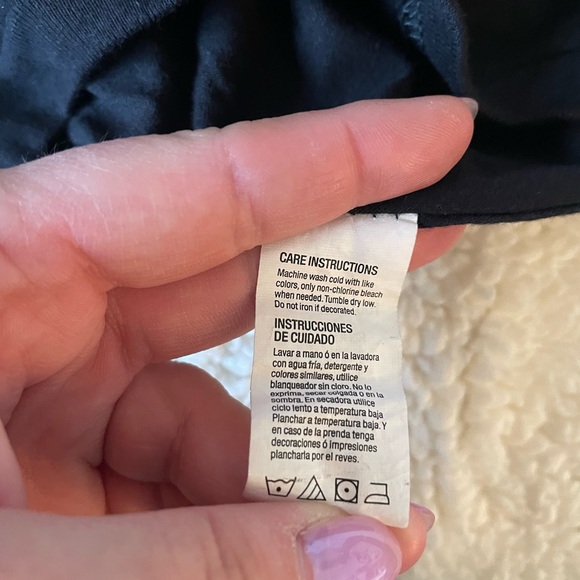 CARE INSTRUCTIONS
Machine wash cold with like
colors, only non-chlorine bleach
when needed. Tumble dry low.
Do not iron if decorated.
INSTRUCCIONES
DE CUIDADO
Lavar a mano ó en la lavadora
con agua fría, detergente y
colores similares, utilice
blanqueador sin cloro. No lo
exprima, secar colgada o en la
sombra. En secadora utilice
ciclo lento a temperatura baja
Planchar a temperatura baja. Y
en caso de la prenda tenga
decoraciones ó impresiones
plancharla por el reves.